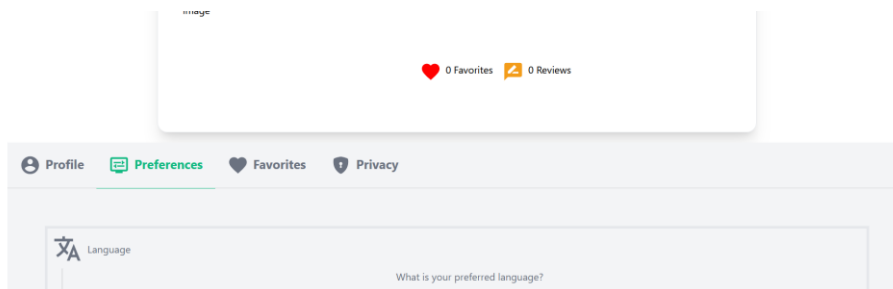 Image
0 Favorites 0 Reviews
Profile Preferences Favorites Privacy
Language
What is your preferred language?